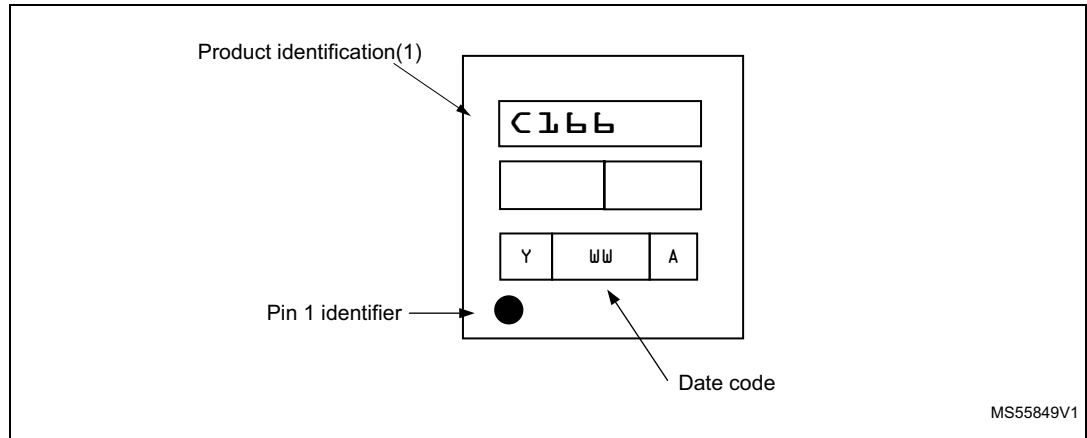 Product identification(1)
C166
Y WW A
Pin 1 identifier
Date code
MS55849V1